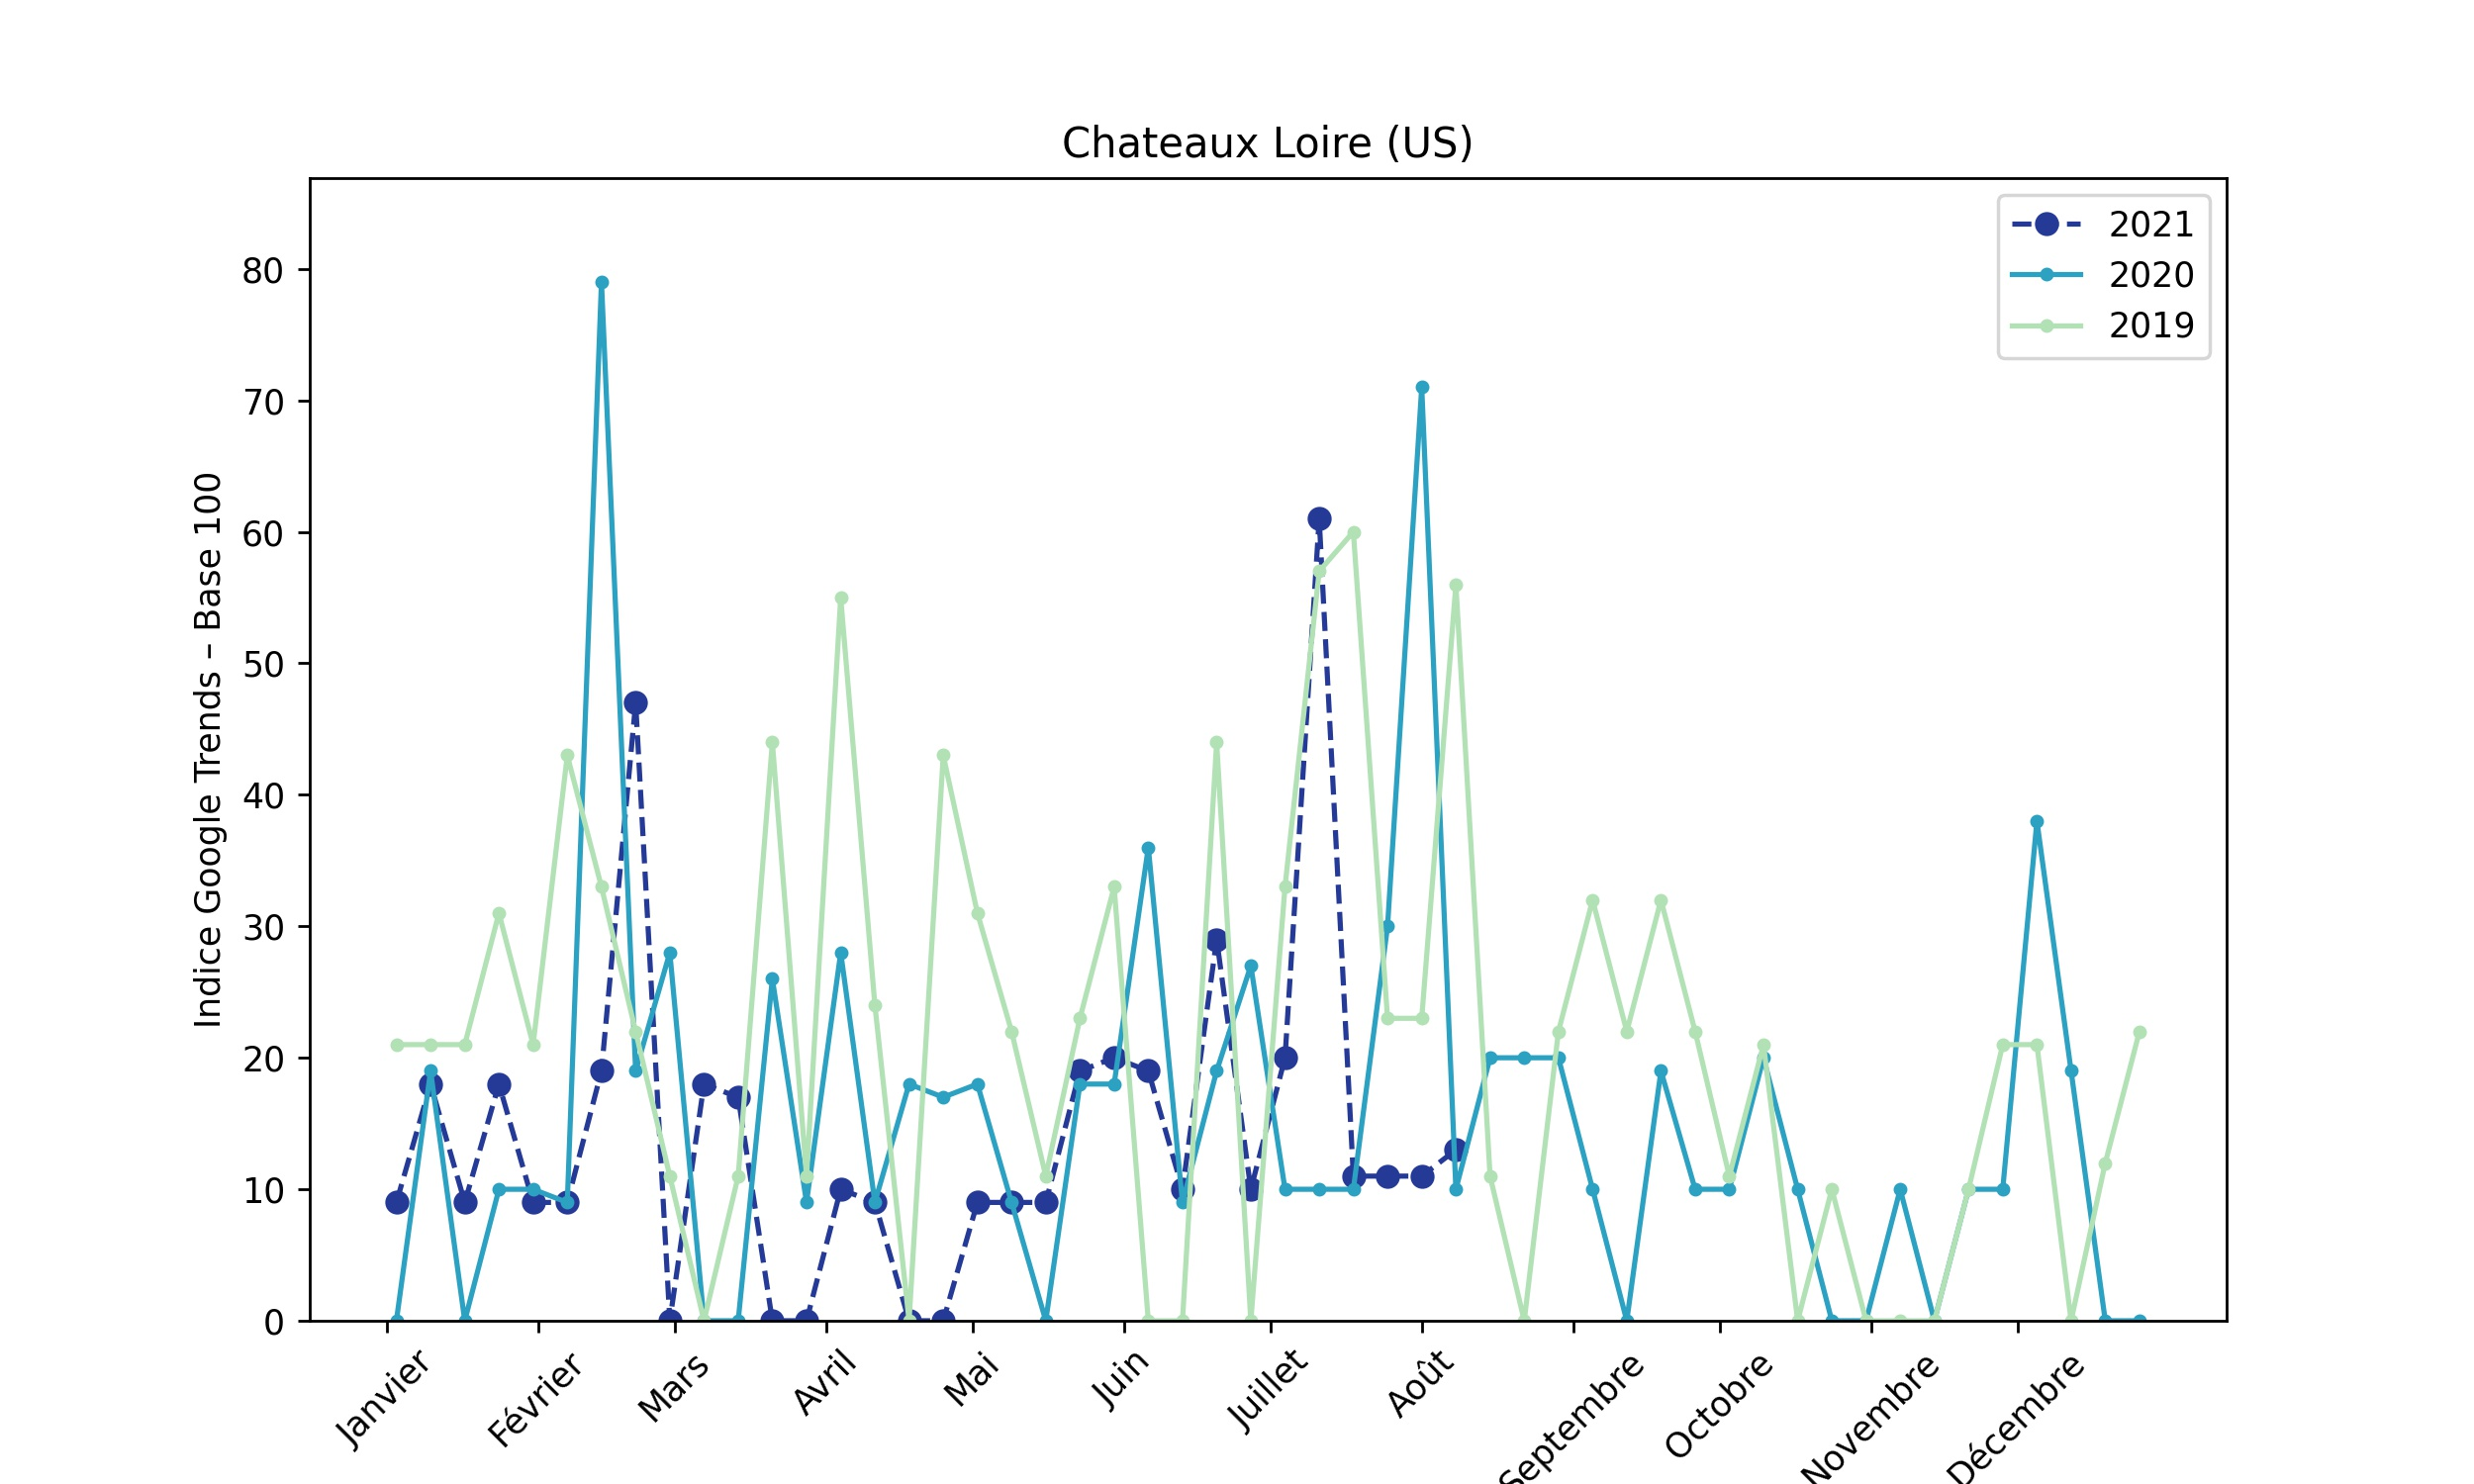 Chateaux Loire (US)
2021
2020
2019
Indice Google Trends – Base 100
80
70
60
50
40
30
20
10
0
Janvier
Février
Mars
Avril
Mai
Juin
Juillet
Août
Septembre
Octobre
Novembre
Décembre